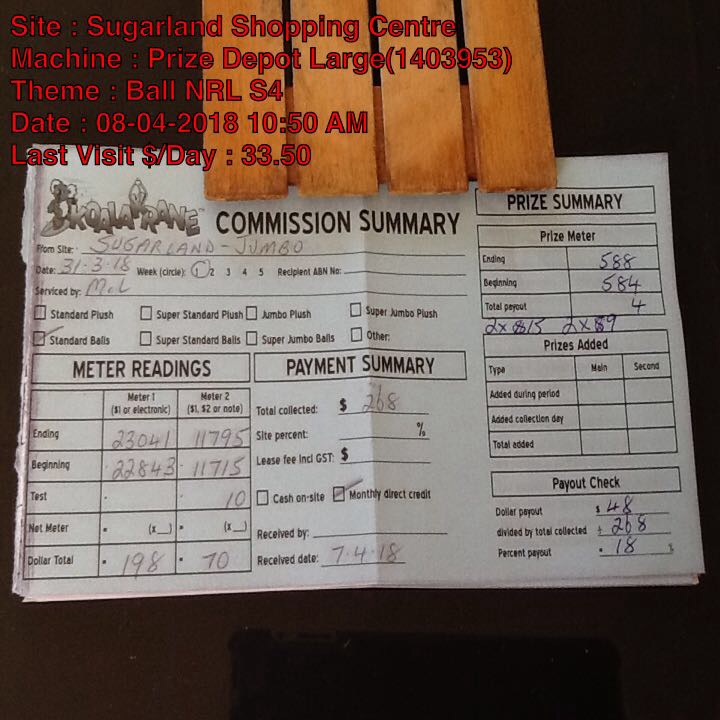 Site : Sugarland Shopping Centre
Machine : Prize Depot Large(1403953)
Theme : Ball NRL S4
Date : 08-04-2018 10:50 AM
Last Visit $/Day : 33.50
KOALA KRANE™ COMMISSION SUMMARY
From Site: SUGARLAND - JUMBO
Date: 31-3-18 Week (circle): 1 2 3 4 5 Recipient ABN No:
Serviced by: McL
Standard Plush Super Standard Plush Jumbo Plush Super Jumbo Plush
Standard Balls Super Standard Balls Super Jumbo Balls Other:
METER READINGS
Meter 1 Meter 2
($1 or electronic) ($1, $2 or note)
Ending 23041 11795
Beginning 22843 11715
Test 10
Net Meter = (x__) = (x__)
Dollar Total = 198 = 70
PAYMENT SUMMARY
Total collected: $ 268
Site percent: %
Lease fee incl GST: $
Cash on-site Monthly direct credit
Received by:
Received date: 7-4-18
PRIZE SUMMARY
Prize Meter
Ending 588
Beginning 584
Total payout 4
2x$15 2x$9
Prizes Added
Type Main Second
Added during period
Added collection day
Total added
Payout Check
Dollar payout $ 48
divided by total collected ÷ 268
Percent payout = 18 %